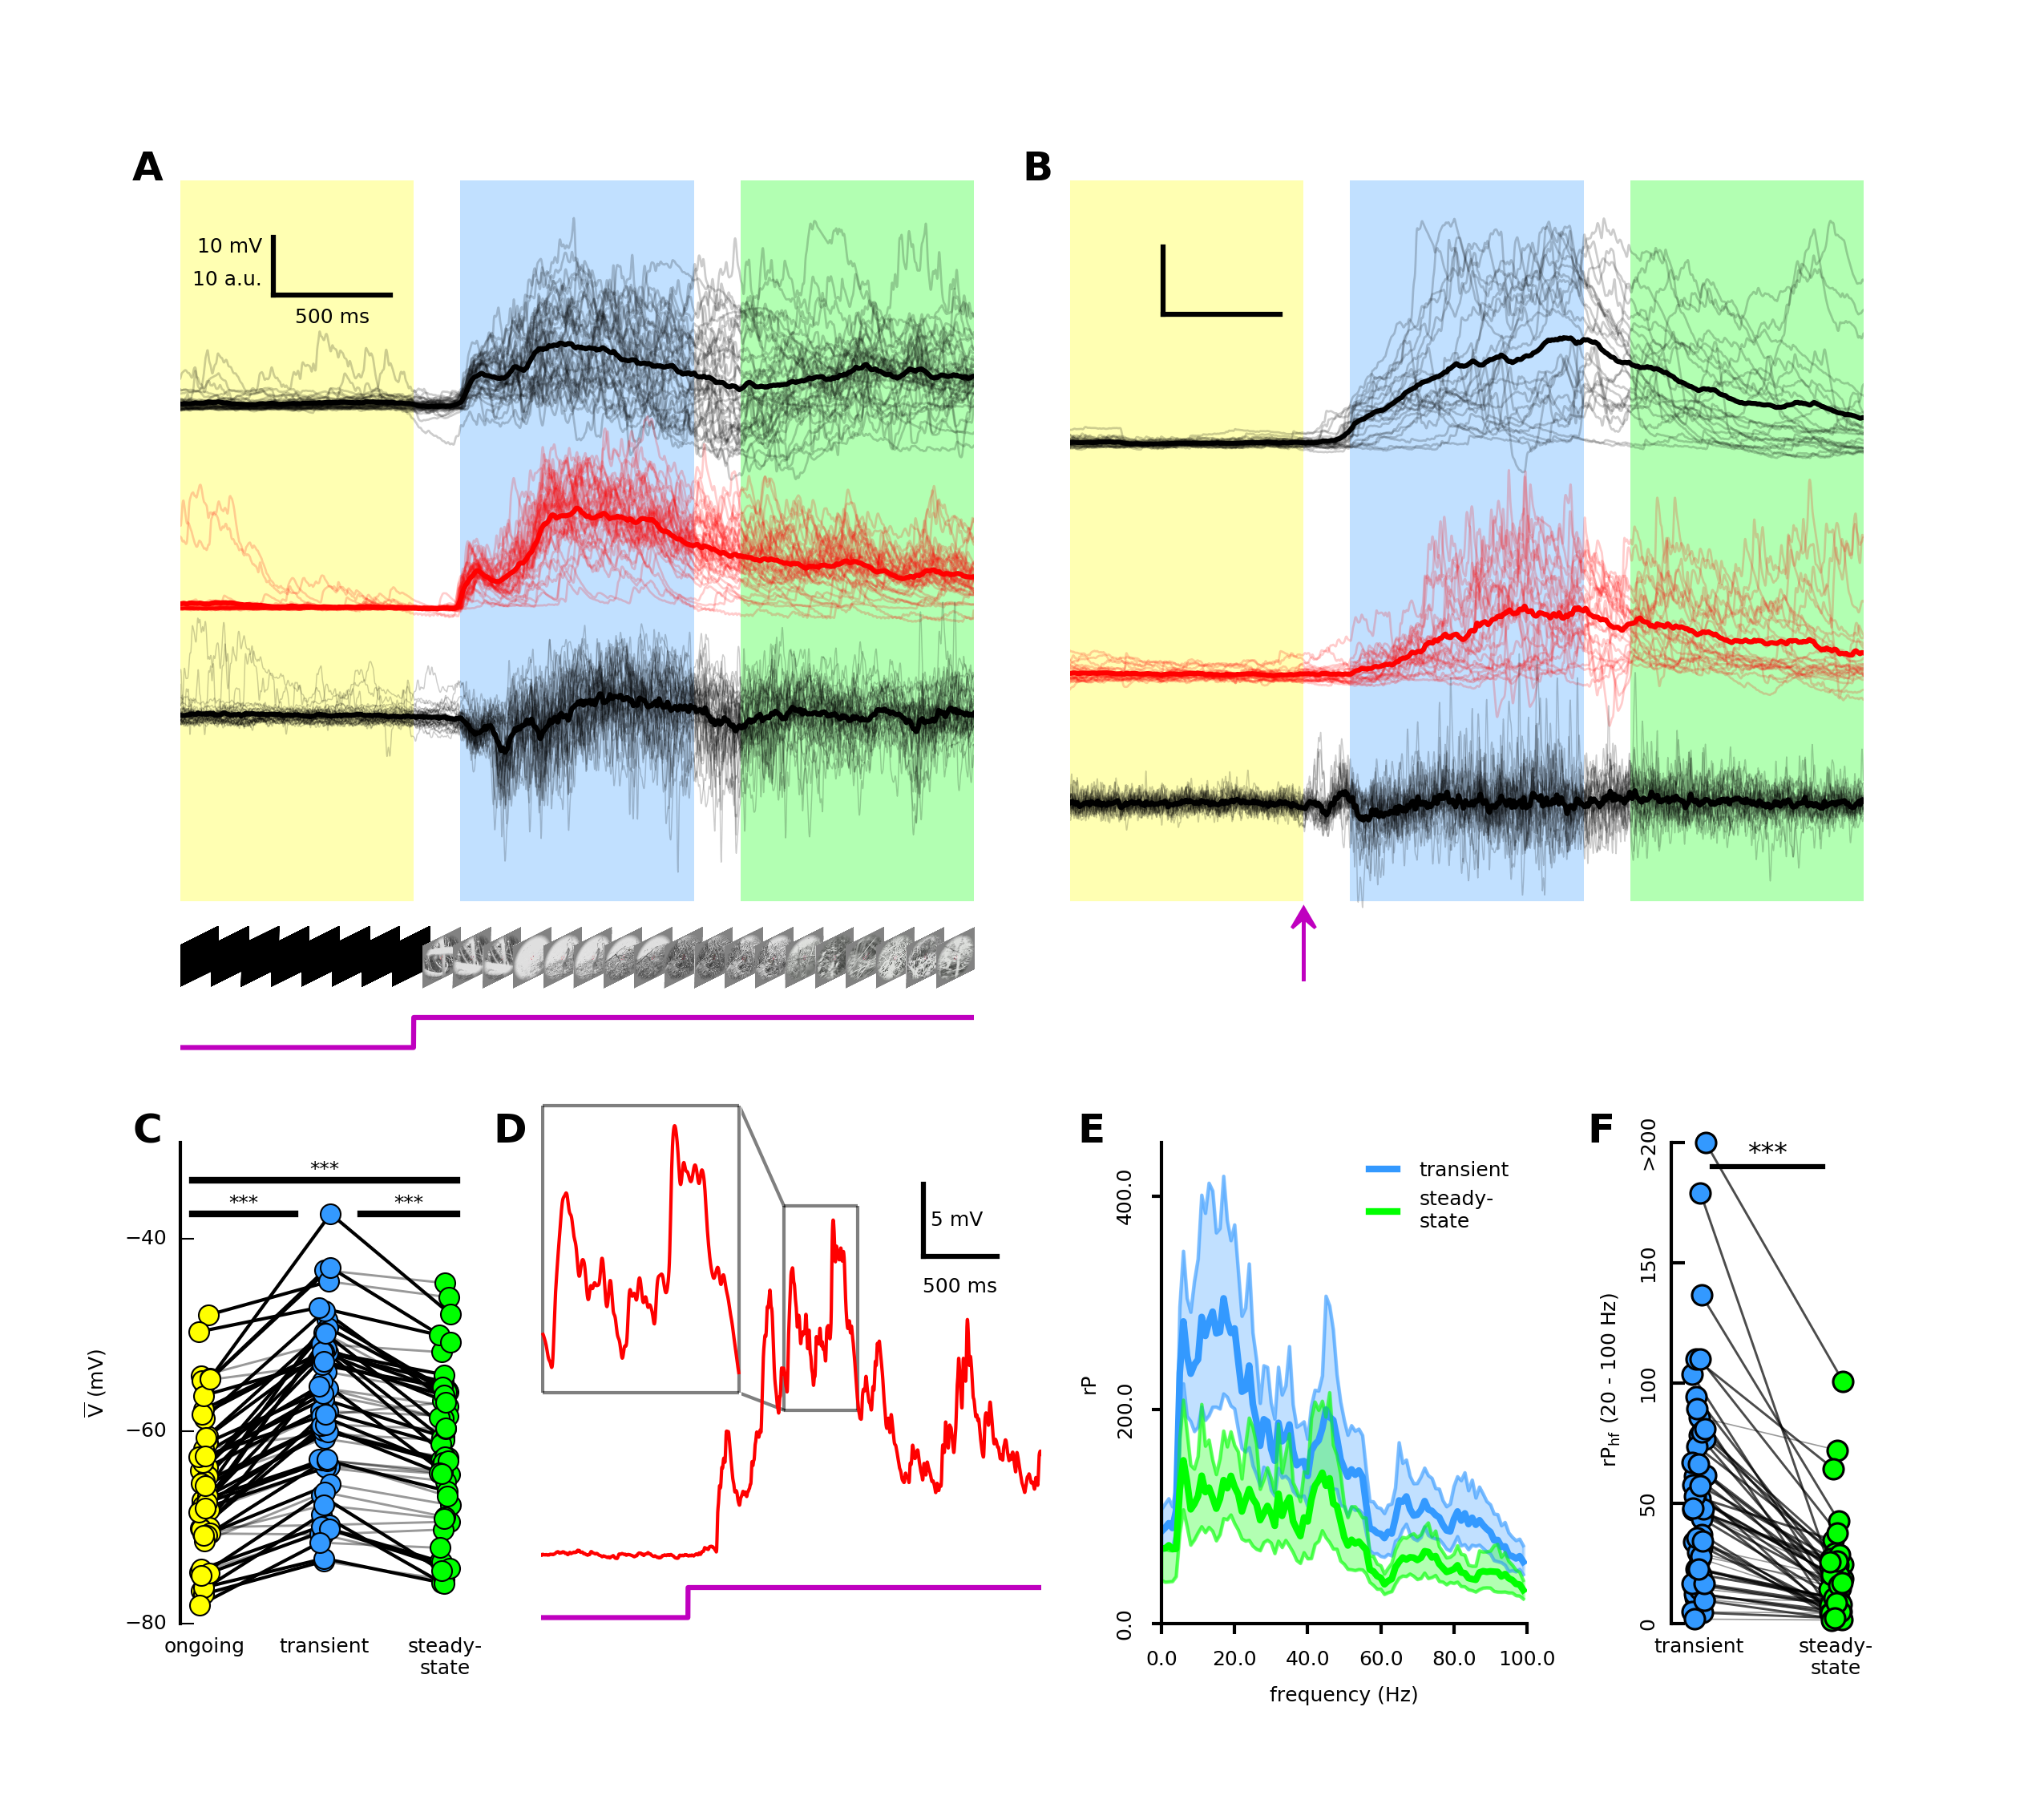 A
10 mV
10 a.u.
500 ms
B
C
***
***
***
−40
−60
−80
V̅ (mV)
ongoing
transient
steady-
state
D
5 mV
500 ms
E
transient
steady-
state
rP
400.0
200.0
0.0
0.0
20.0
40.0
60.0
80.0
100.0
frequency (Hz)
F
***
rPhf (20 - 100 Hz)
>200
150
100
50
0
transient
steady-
state